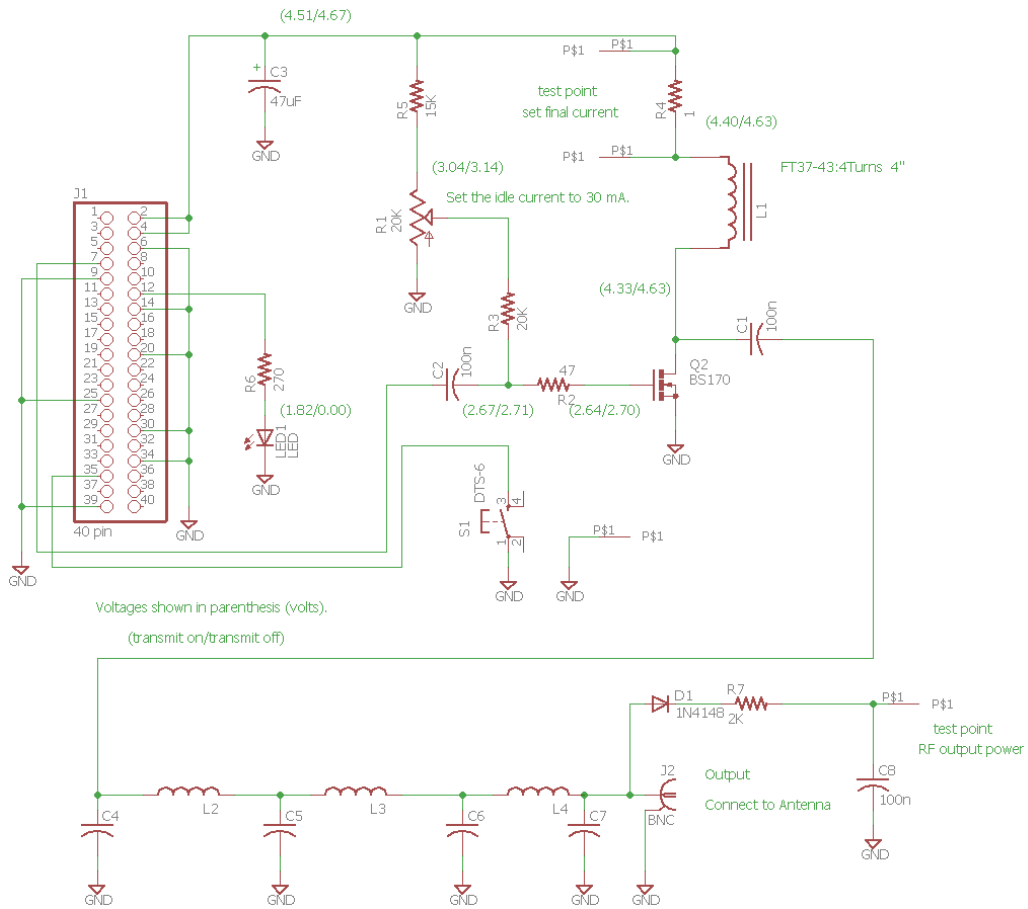 (4.51/4.67)
P$1
P$1
C3
+
47uF
GND
R5
15K
test point
set final current
R4
1
(4.40/4.63)
P$1
P$1
FT37-43:4Turns 4"
(3.04/3.14)
Set the idle current to 30 mA.
L1
R1
20K
GND
J1
1
2
3
4
5
6
7
8
9
10
11
12
13
14
15
16
17
18
19
20
21
22
23
24
25
26
27
28
29
30
31
32
33
34
35
36
37
38
39
40
40 pin
GND
GND
(4.33/4.63)
R3
20K
C1
100n
R6
270
C2
100n
47
R2
Q2
BS170
(1.82/0.00)
(2.67/2.71)
(2.64/2.70)
LED1
LED
GND
GND
DTS-6
S1
3
4
1
2
GND
P$1
P$1
GND
Voltages shown in parenthesis (volts).
(transmit on/transmit off)
D1
1N4148
R7
2K
P$1
P$1
test point
RF output power
J2
Output
Connect to Antenna
BNC
C8
100n
GND
L2
L3
L4
C4
C5
C6
C7
GND
GND
GND
GND
GND